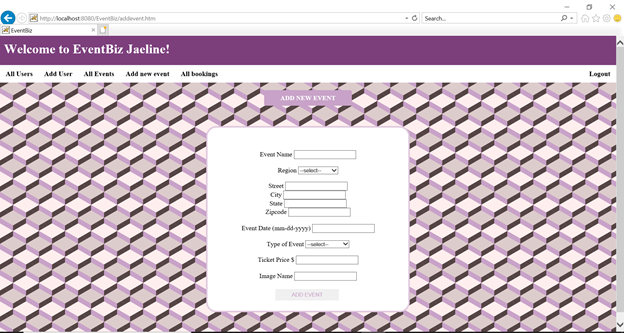 http://localhost:8080/EventBiz/addevent.htm
Search...
EventBiz
Welcome to EventBiz Jaeline!
All Users Add User All Events Add new event All bookings Logout
ADD NEW EVENT
Event Name
Region --select--
Street
City
State
Zipcode
Event Date (mm-dd-yyyy)
Type of Event --select--
Ticket Price $
Image Name
ADD EVENT